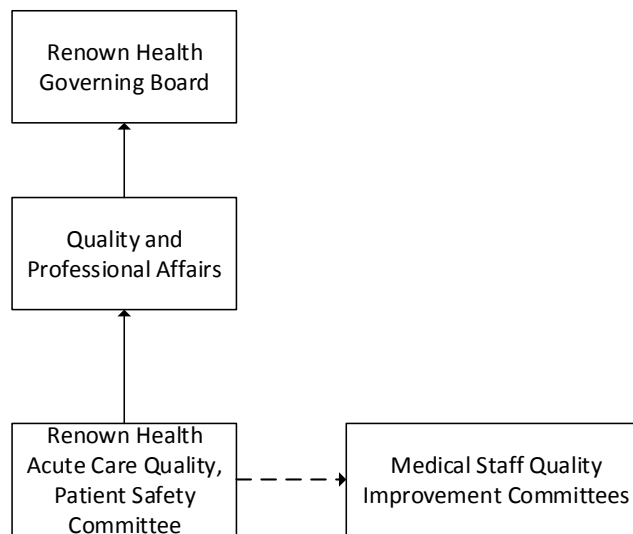 Renown Health
Governing Board
Quality and
Professional Affairs
Renown Health
Acute Care Quality,
Patient Safety
Committee
Medical Staff Quality
Improvement Committees